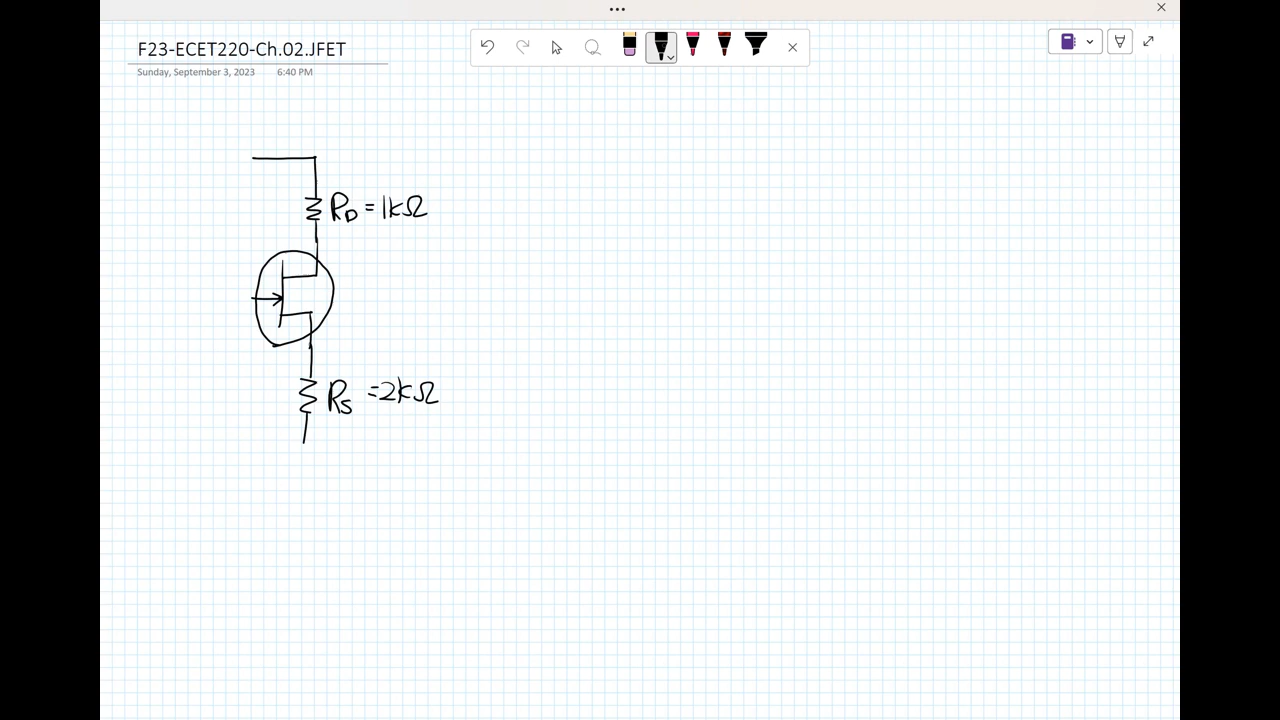 F23-ECET220-Ch.02.JFET
Sunday, September 3, 2023 6:40 PM
R_D = 1kΩ
R_S = 2kΩ